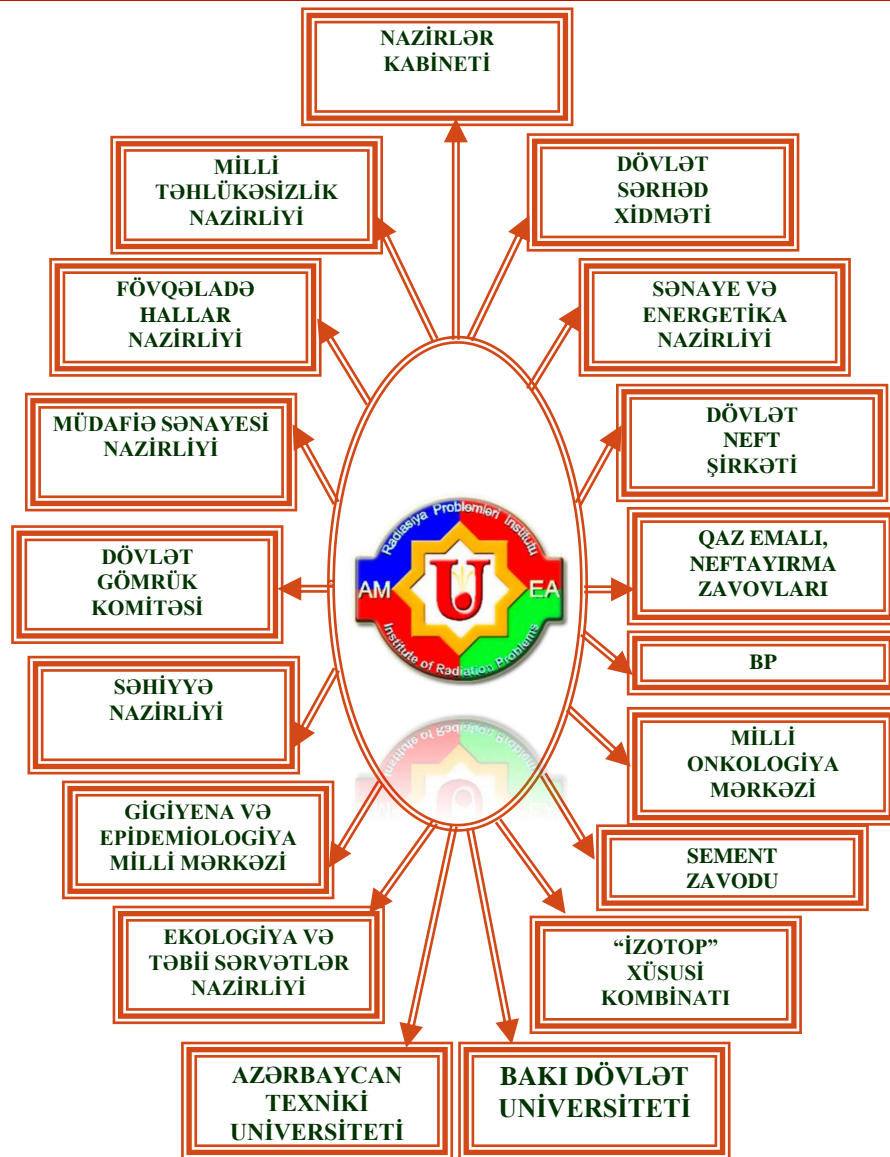 NAZİRLƏR
KABİNETİ
MİLLİ
TƏHLÜKƏSİZLİK
NAZİRLİYİ
DÖVLƏT
SƏRHƏD
XİDMƏTİ
FÖVQƏLADƏ
HALLAR
NAZİRLİYİ
SƏNAYE VƏ
ENERGETİKA
NAZİRLİYİ
MÜDAFİƏ SƏNAYESİ
NAZİRLİYİ
DÖVLƏT
NEFT
ŞİRKƏTİ
Radiasiya Problemləri Institutu
AM EA
Institute of Radiation Problems
DÖVLƏT
GÖMRÜK
KOMİTƏSİ
QAZ EMALI,
NEFTAYIRMA
ZAVOVLARI
BP
SƏHİYYƏ
NAZİRLİYİ
MİLLİ
ONKOLOGİYA
MƏRKƏZİ
GİGİYENA VƏ
EPİDEMİOLOGİYA
MİLLİ MƏRKƏZİ
SEMENT
ZAVODU
EKOLOGİYA VƏ
TƏBİİ SƏRVƏTLƏR
NAZİRLİYİ
“İZOTOP”
XÜSUSİ
KOMBİNATI
AZƏRBAYCAN
TEXNİKİ
UNİVERSİTETİ
BAKI DÖVLƏT
UNİVERSİTETİ